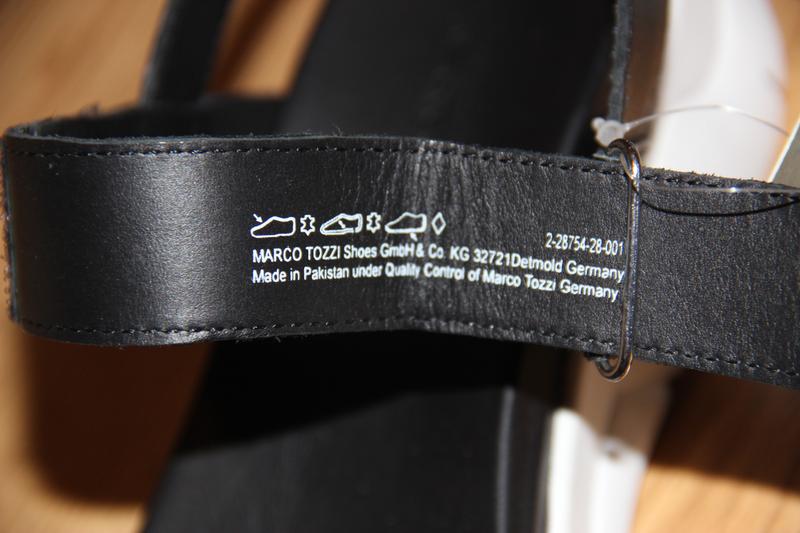 2-28754-28-001
MARCO TOZZI Shoes GmbH & Co. KG 32721Detmold Germany
Made in Pakistan under Quality Control of Marco Tozzi Germany